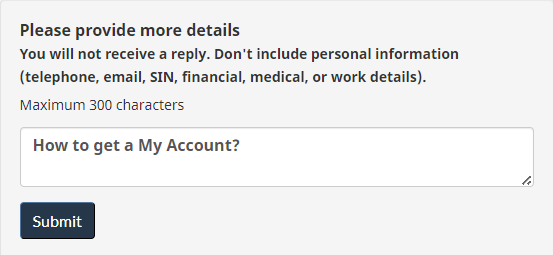 Please provide more details
You will not receive a reply. Don't include personal information
(telephone, email, SIN, financial, medical, or work details).
Maximum 300 characters
How to get a My Account?
Submit